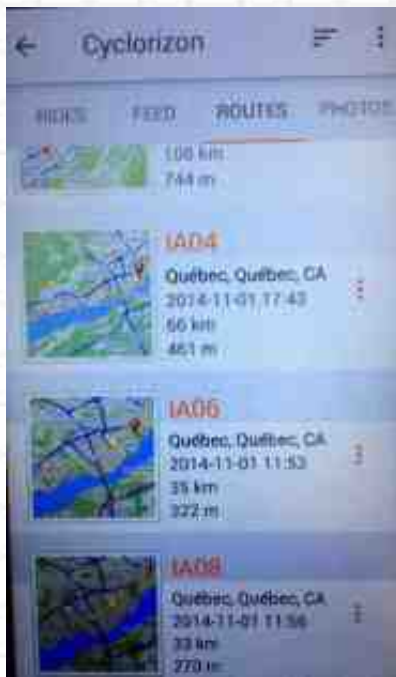 Cyclorizon
RIDES FEED ROUTES PHOTOS
108 km
744 m
IA04
Québec, Québec, CA
2014-11-01 17:43
66 km
461 m
IA06
Québec, Québec, CA
2014-11-01 11:53
35 km
322 m
IA08
Québec, Québec, CA
2014-11-01 11:56
33 km
270 m